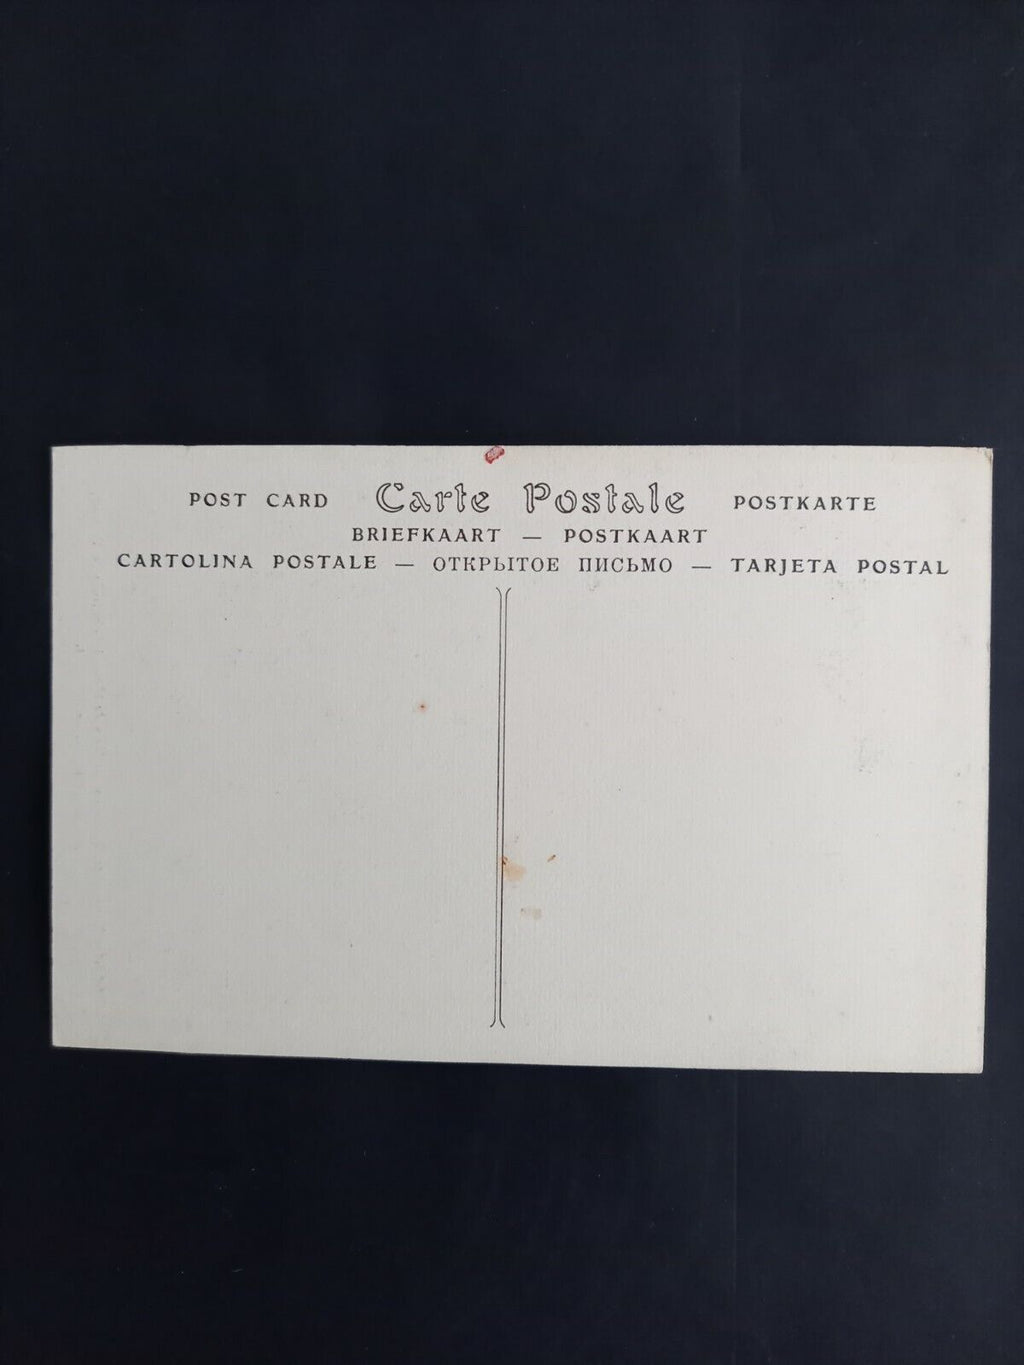 POST CARD Carte Postale POSTKARTE
BRIEFKAART — POSTKAART
CARTOLINA POSTALE — ОТКРЫТОЕ ПИСЬМО — TARJETA POSTAL